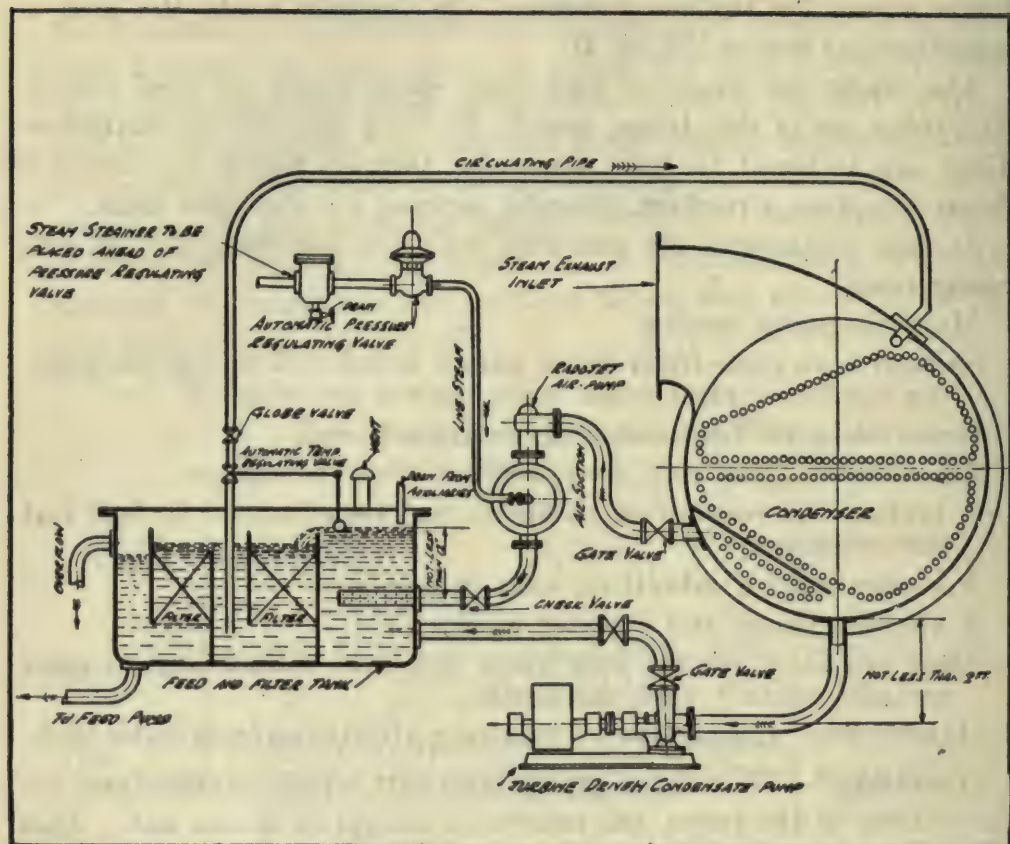 CIRCULATING PIPE
STEAM STRAINER TO BE
PLACED AHEAD OF
PRESSURE REGULATING
VALVE
STEAM EXHAUST
INLET
DRAIN
AUTOMATIC PRESSURE
REGULATING VALVE
LIVE STEAM
RADOJET
AIR-PUMP
GLOBE VALVE
AUTOMATIC TEMP.
REGULATING VALVE
VENT
DRAIN FROM
AUXILIARIES
AIR SUCTION
CONDENSER
GATE VALVE
OVERFLOW
NOT LESS
THAN
FILTER
FILTER
CHECK VALVE
FEED AND FILTER TANK
GATE VALVE
NOT LESS THAN 2 FT.
TO FEED PUMP
TURBINE DRIVEN CONDENSATE PUMP